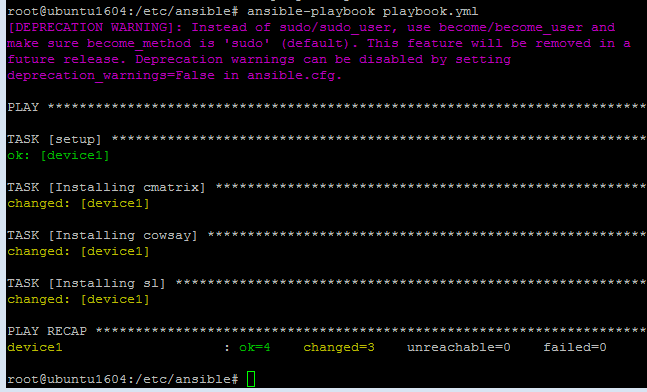 root@ubuntu1604:/etc/ansible# ansible-playbook playbook.yml
[DEPRECATION WARNING]: Instead of sudo/sudo_user, use become/become_user and
make sure become_method is 'sudo' (default). This feature will be removed in a
future release. Deprecation warnings can be disabled by setting
deprecation_warnings=False in ansible.cfg.
PLAY ***************************************************************************
TASK [setup] *******************************************************************
ok: [device1]
TASK [Installing cmatrix] ******************************************************
changed: [device1]
TASK [Installing cowsay] *******************************************************
changed: [device1]
TASK [Installing sl] ***********************************************************
changed: [device1]
PLAY RECAP *********************************************************************
device1                    : ok=4    changed=3    unreachable=0    failed=0
root@ubuntu1604:/etc/ansible#